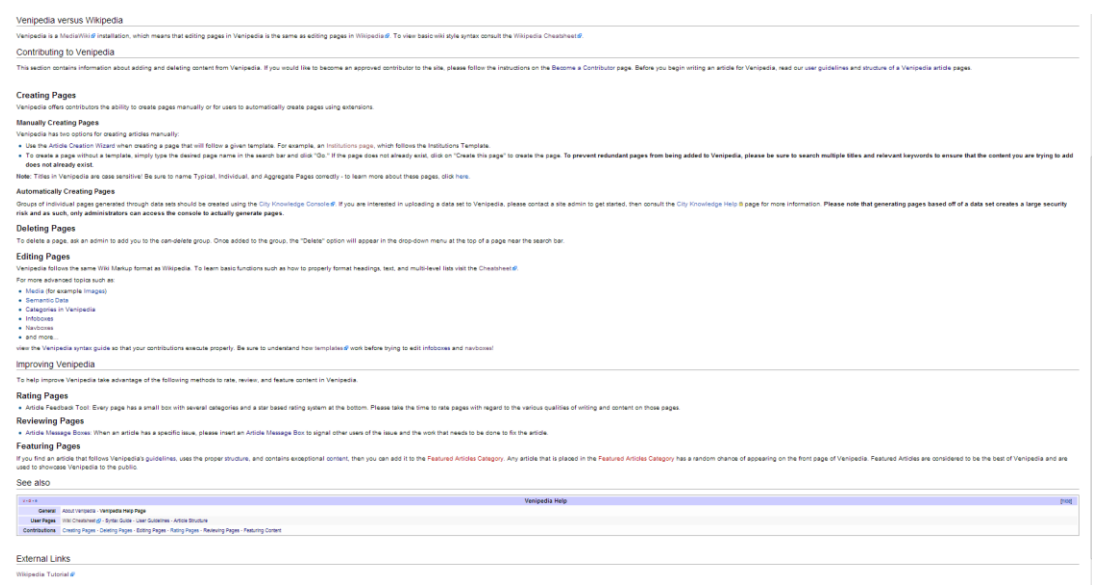 Venipedia versus Wikipedia
Venipedia is a MediaWiki installation, which means that editing pages in Venipedia is the same as editing pages in Wikipedia. To view basic wiki style syntax consult the Wikipedia Cheatsheet.
Contributing to Venipedia
This section contains information about adding and deleting content from Venipedia. If you would like to become an approved contributor to the site, please follow the instructions on the Become a Contributor page. Before you begin writing an article for Venipedia, read our user guidelines and structure of a Venipedia article pages.
Creating Pages
Venipedia offers contributors the ability to create pages manually or for users to automatically create pages using extensions.
Manually Creating Pages
Venipedia has two options for creating articles manually:
• Use the Article Creation Wizard when creating a page that will follow a given template. For example, an Institutions page, which follows the Institutions Template.
• To create a page without a template, simply type the desired page name in the search bar and click "Go." If the page does not already exist, click on "Create this page" to create the page. To prevent redundant pages from being added to Venipedia, please be sure to search multiple titles and relevant keywords to ensure that the content you are trying to add
does not already exist.
Note: Titles in Venipedia are case sensitive! Be sure to name Typical, Individual, and Aggregate Pages correctly - to learn more about these pages, click here.
Automatically Creating Pages
Groups of individual pages generated through data sets should be created using the City Knowledge Console. If you are interested in uploading a data set to Venipedia, please contact a site admin to get started, then consult the City Knowledge Help page for more information. Please note that generating pages based off of a data set creates a large security
risk and as such, only administrators can access the console to actually generate pages.
Deleting Pages
To delete a page, ask an admin to add you to the can-delete group. Once added to the group, the "Delete" option will appear in the drop-down menu at the top of a page near the search bar.
Editing Pages
Venipedia follows the same Wiki Markup format as Wikipedia. To learn basic functions such as how to properly format headings, text, and multi-level lists visit the Cheatsheet.
For more advanced topics such as:
• Media (for example Images)
• Semantic Data
• Categories in Venipedia
• Infoboxes
• Navboxes
• and more...
view the Venipedia syntax guide so that your contributions execute properly. Be sure to understand how templates work before trying to edit infoboxes and navboxes!
Improving Venipedia
To help improve Venipedia take advantage of the following methods to rate, review, and feature content in Venipedia.
Rating Pages
• Article Feedback Tool: Every page has a small box with several categories and a star based rating system at the bottom. Please take the time to rate pages with regard to the various qualities of writing and content on those pages
Reviewing Pages
• Article Message Boxes: When an article has a specific issue, please insert an Article Message Box to signal other users of the issue and the work that needs to be done to fix the article.
Featuring Pages
If you find an article that follows Venipedia's guidelines, uses the proper structure, and contains exceptional content, then you can add it to the Featured Articles Category. Any article that is placed in the Featured Articles Category has a random chance of appearing on the front page of Venipedia. Featured Articles are considered to be the best of Venipedia and are
used to showcase Venipedia to the public.
See also
v · d · e Venipedia Help [hide]
General About Venipedia · Venipedia Help Page
User Pages Wiki Cheatsheet · Syntax Guide · User Guidelines · Article Structure
Contributions Creating Pages · Deleting Pages · Editing Pages · Rating Pages · Reviewing Pages · Featuring Content
External Links
Wikipedia Tutorial